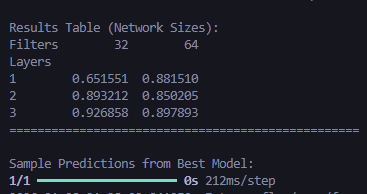 Results Table (Network Sizes):
Filters 32 64
Layers
1 0.651551 0.881510
2 0.893212 0.850205
3 0.926858 0.897893
==================================================
Sample Predictions from Best Model:
1/1 ━━━━━━━━━━━━━━━━━━━━ 0s 212ms/step